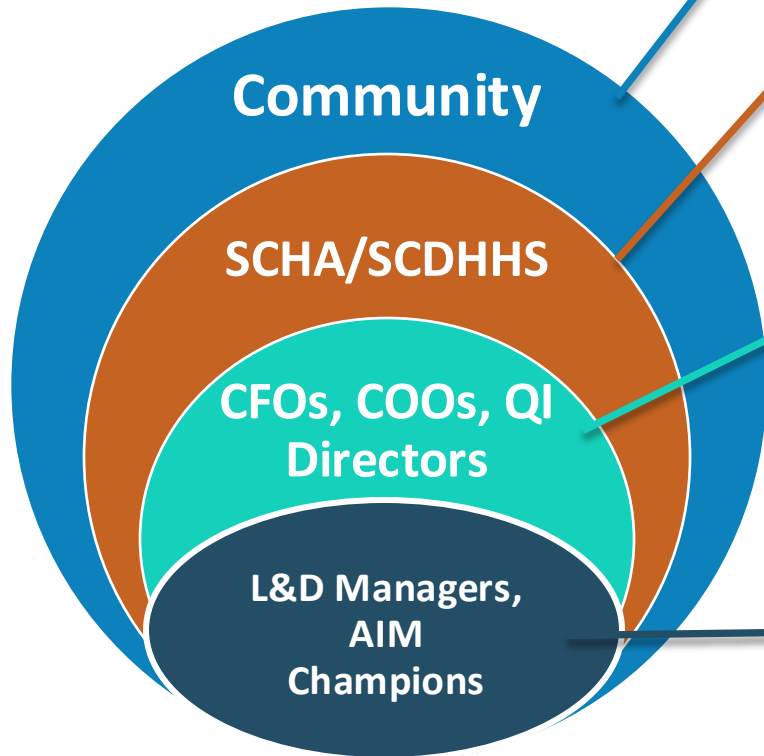 Community
SCHA/SCDHHS
CFOs, COOs, QI
Directors
L&D Managers,
AIM
Champions